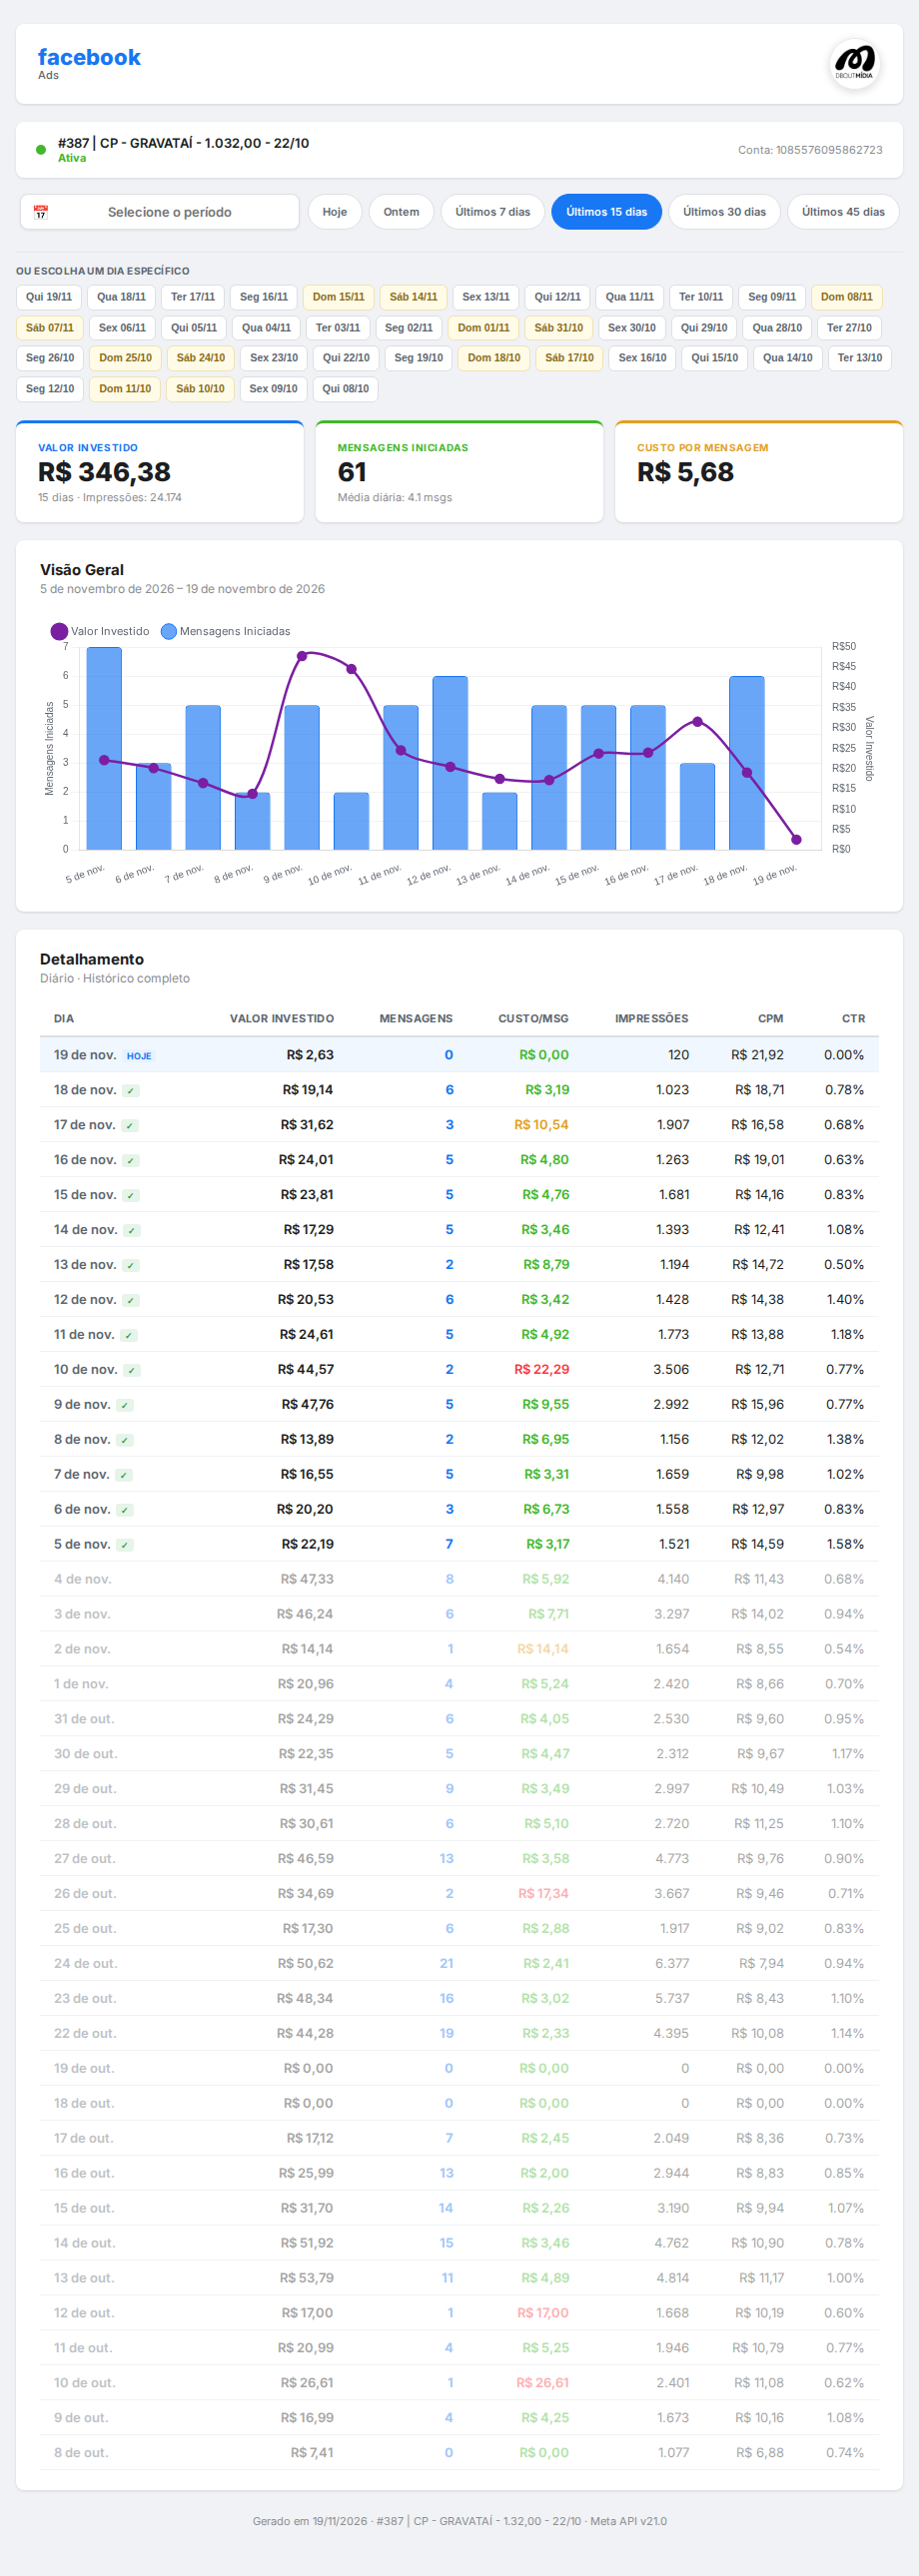 facebook
Ads
DBOUTMÍDIA
#387 | CP - GRAVATAÍ - 1.032,00 - 22/10
Ativa
Conta: 1085576095862723
Selecione o período Hoje Ontem Últimos 7 dias Últimos 15 dias Últimos 30 dias Últimos 45 dias
OU ESCOLHA UM DIA ESPECÍFICO
Qui 19/11 Qua 18/11 Ter 17/11 Seg 16/11 Dom 15/11 Sáb 14/11 Sex 13/11 Qui 12/11 Qua 11/11 Ter 10/11 Seg 09/11 Dom 08/11
Sáb 07/11 Sex 06/11 Qui 05/11 Qua 04/11 Ter 03/11 Seg 02/11 Dom 01/11 Sáb 31/10 Sex 30/10 Qui 29/10 Qua 28/10 Ter 27/10
Seg 26/10 Dom 25/10 Sáb 24/10 Sex 23/10 Qui 22/10 Seg 19/10 Dom 18/10 Sáb 17/10 Sex 16/10 Qui 15/10 Qua 14/10 Ter 13/10
Seg 12/10 Dom 11/10 Sáb 10/10 Sex 09/10 Qui 08/10
VALOR INVESTIDO
R$ 346,38
15 dias · Impressões: 24.174
MENSAGENS INICIADAS
61
Média diária: 4.1 msgs
CUSTO POR MENSAGEM
R$ 5,68
Visão Geral
5 de novembro de 2026 – 19 de novembro de 2026
Valor Investido Mensagens Iniciadas
Mensagens Iniciadas
7
6
5
4
3
2
1
0
R$50
R$45
R$40
R$35
R$30
R$25
R$20
R$15
R$10
R$5
R$0
Valor Investido
5 de nov. 6 de nov. 7 de nov. 8 de nov. 9 de nov. 10 de nov. 11 de nov. 12 de nov. 13 de nov. 14 de nov. 15 de nov. 16 de nov. 17 de nov. 18 de nov. 19 de nov.
Detalhamento
Diário · Histórico completo
DIA VALOR INVESTIDO MENSAGENS CUSTO/MSG IMPRESSÕES CPM CTR
19 de nov. HOJE R$ 2,63 0 R$ 0,00 120 R$ 21,92 0.00%
18 de nov. ✓ R$ 19,14 6 R$ 3,19 1.023 R$ 18,71 0.78%
17 de nov. ✓ R$ 31,62 3 R$ 10,54 1.907 R$ 16,58 0.68%
16 de nov. ✓ R$ 24,01 5 R$ 4,80 1.263 R$ 19,01 0.63%
15 de nov. ✓ R$ 23,81 5 R$ 4,76 1.681 R$ 14,16 0.83%
14 de nov. ✓ R$ 17,29 5 R$ 3,46 1.393 R$ 12,41 1.08%
13 de nov. ✓ R$ 17,58 2 R$ 8,79 1.194 R$ 14,72 0.50%
12 de nov. ✓ R$ 20,53 6 R$ 3,42 1.428 R$ 14,38 1.40%
11 de nov. ✓ R$ 24,61 5 R$ 4,92 1.773 R$ 13,88 1.18%
10 de nov. ✓ R$ 44,57 2 R$ 22,29 3.506 R$ 12,71 0.77%
9 de nov. ✓ R$ 47,76 5 R$ 9,55 2.992 R$ 15,96 0.77%
8 de nov. ✓ R$ 13,89 2 R$ 6,95 1.156 R$ 12,02 1.38%
7 de nov. ✓ R$ 16,55 5 R$ 3,31 1.659 R$ 9,98 1.02%
6 de nov. ✓ R$ 20,20 3 R$ 6,73 1.558 R$ 12,97 0.83%
5 de nov. ✓ R$ 22,19 7 R$ 3,17 1.521 R$ 14,59 1.58%
4 de nov. R$ 47,33 8 R$ 5,92 4.140 R$ 11,43 0.68%
3 de nov. R$ 46,24 6 R$ 7,71 3.297 R$ 14,02 0.94%
2 de nov. R$ 14,14 1 R$ 14,14 1.654 R$ 8,55 0.54%
1 de nov. R$ 20,96 4 R$ 5,24 2.420 R$ 8,66 0.70%
31 de out. R$ 24,29 6 R$ 4,05 2.530 R$ 9,60 0.95%
30 de out. R$ 22,35 5 R$ 4,47 2.312 R$ 9,67 1.17%
29 de out. R$ 31,45 9 R$ 3,49 2.997 R$ 10,49 1.03%
28 de out. R$ 30,61 6 R$ 5,10 2.720 R$ 11,25 1.10%
27 de out. R$ 46,59 13 R$ 3,58 4.773 R$ 9,76 0.90%
26 de out. R$ 34,69 2 R$ 17,34 3.667 R$ 9,46 0.71%
25 de out. R$ 17,30 6 R$ 2,88 1.917 R$ 9,02 0.83%
24 de out. R$ 50,62 21 R$ 2,41 6.377 R$ 7,94 0.94%
23 de out. R$ 48,34 16 R$ 3,02 5.737 R$ 8,43 1.10%
22 de out. R$ 44,28 19 R$ 2,33 4.395 R$ 10,08 1.14%
19 de out. R$ 0,00 0 R$ 0,00 0 R$ 0,00 0.00%
18 de out. R$ 0,00 0 R$ 0,00 0 R$ 0,00 0.00%
17 de out. R$ 17,12 7 R$ 2,45 2.049 R$ 8,36 0.73%
16 de out. R$ 25,99 13 R$ 2,00 2.944 R$ 8,83 0.85%
15 de out. R$ 31,70 14 R$ 2,26 3.190 R$ 9,94 1.07%
14 de out. R$ 51,92 15 R$ 3,46 4.762 R$ 10,90 0.78%
13 de out. R$ 53,79 11 R$ 4,89 4.814 R$ 11,17 1.00%
12 de out. R$ 17,00 1 R$ 17,00 1.668 R$ 10,19 0.60%
11 de out. R$ 20,99 4 R$ 5,25 1.946 R$ 10,79 0.77%
10 de out. R$ 26,61 1 R$ 26,61 2.401 R$ 11,08 0.62%
9 de out. R$ 16,99 4 R$ 4,25 1.673 R$ 10,16 1.08%
8 de out. R$ 7,41 0 R$ 0,00 1.077 R$ 6,88 0.74%
Gerado em 19/11/2026 · #387 | CP - GRAVATAÍ - 1.32,00 - 22/10 · Meta API v21.0